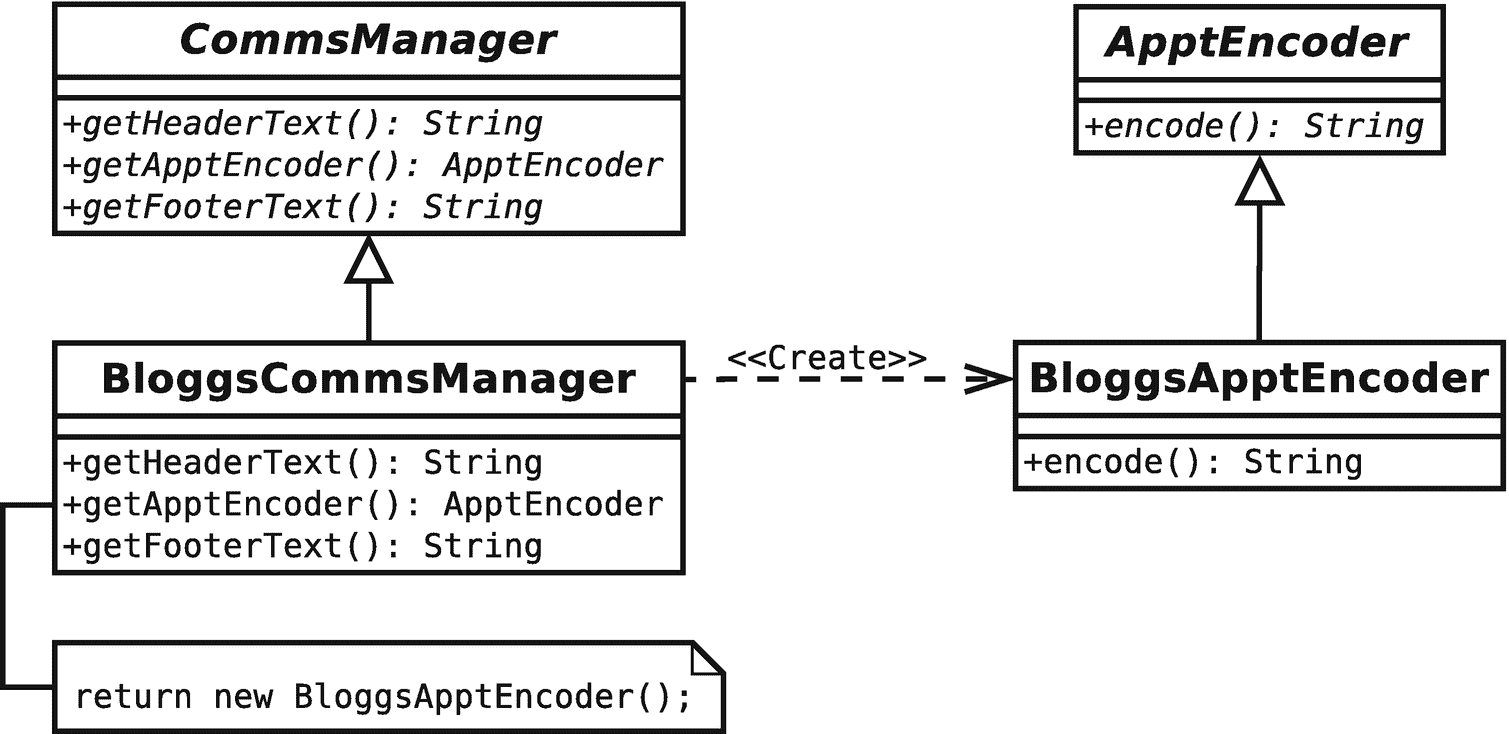 CommsManager
+getHeaderText(): String
+getApptEncoder(): ApptEncoder
+getFooterText(): String
ApptEncoder
+encode(): String
BloggsCommsManager
+getHeaderText(): String
+getApptEncoder(): ApptEncoder
+getFooterText(): String
<<Create>>
BloggsApptEncoder
+encode(): String
return new BloggsApptEncoder();